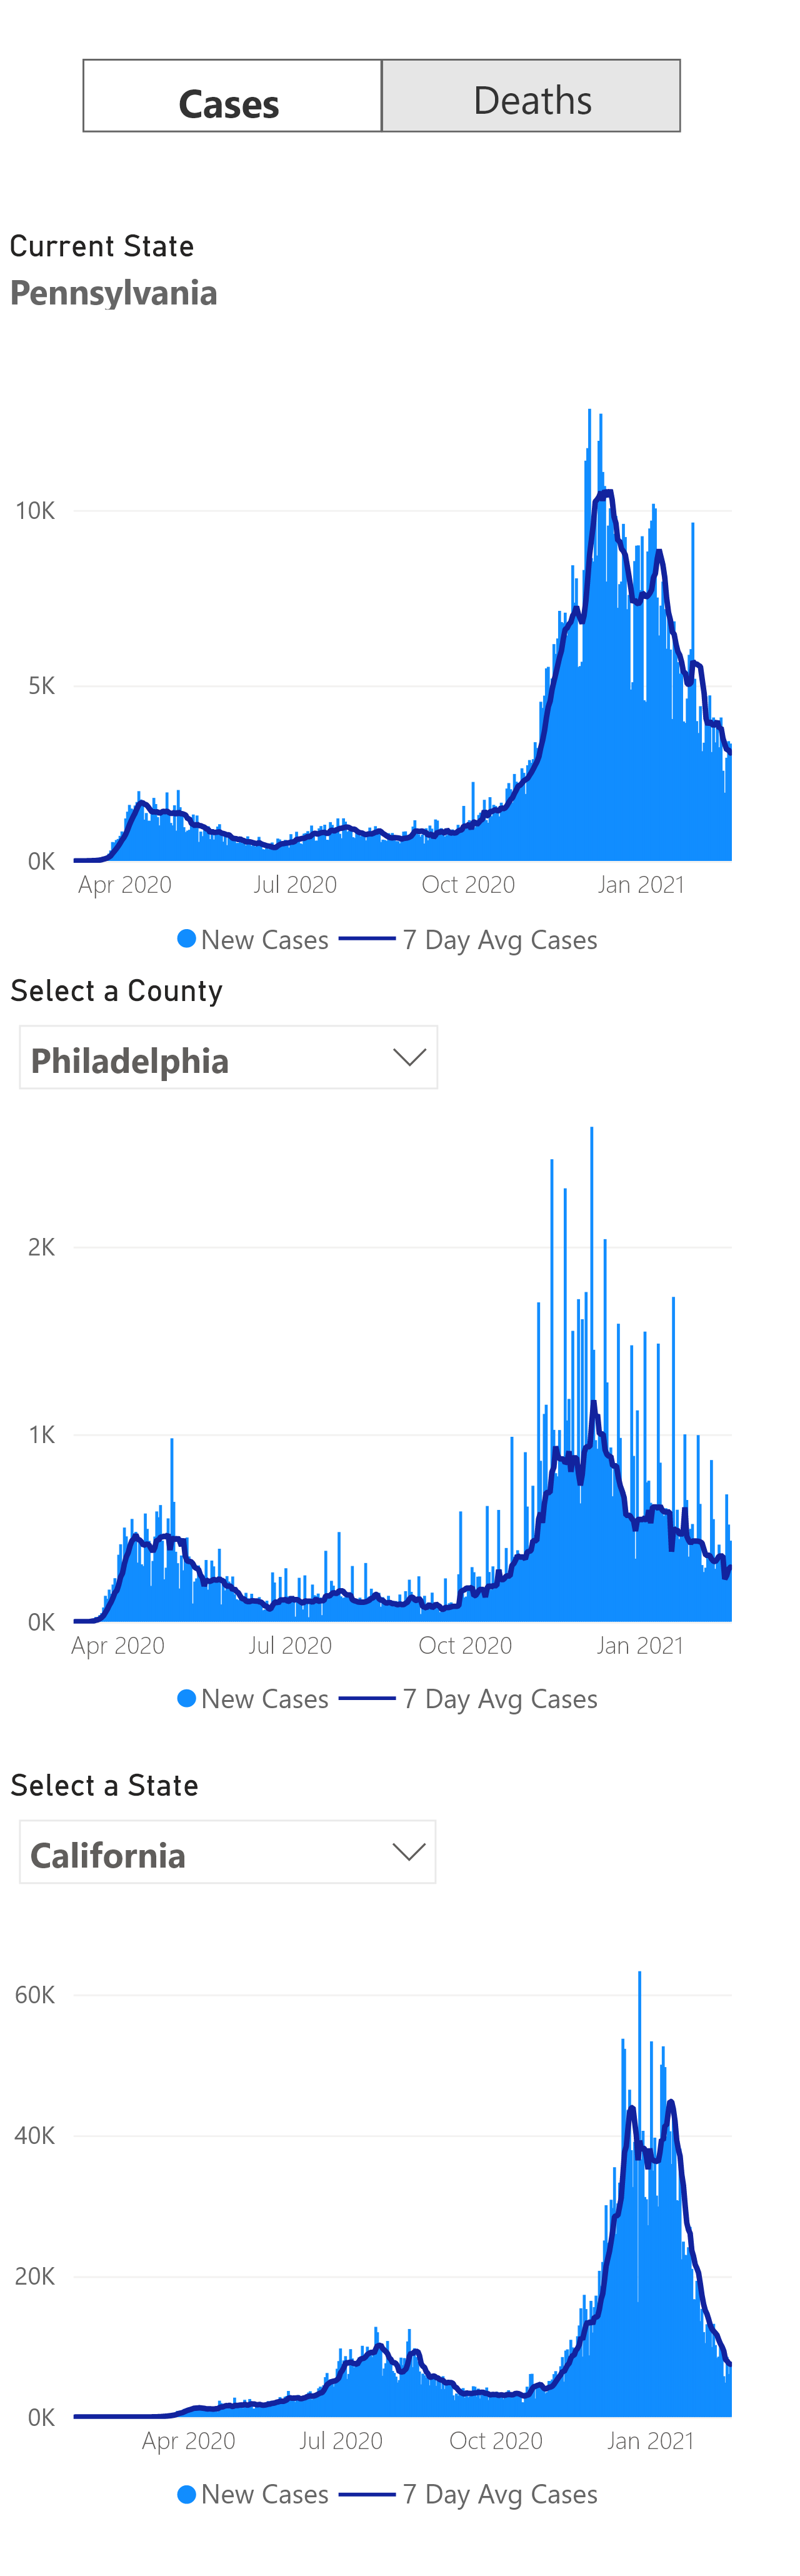 Cases Deaths
Current State
Pennsylvania
10K
5K
0K
Apr 2020 Jul 2020 Oct 2020 Jan 2021
New Cases 7 Day Avg Cases
Select a County
Philadelphia
2K
1K
0K
Apr 2020 Jul 2020 Oct 2020 Jan 2021
New Cases 7 Day Avg Cases
Select a State
California
60K
40K
20K
0K
Apr 2020 Jul 2020 Oct 2020 Jan 2021
New Cases 7 Day Avg Cases